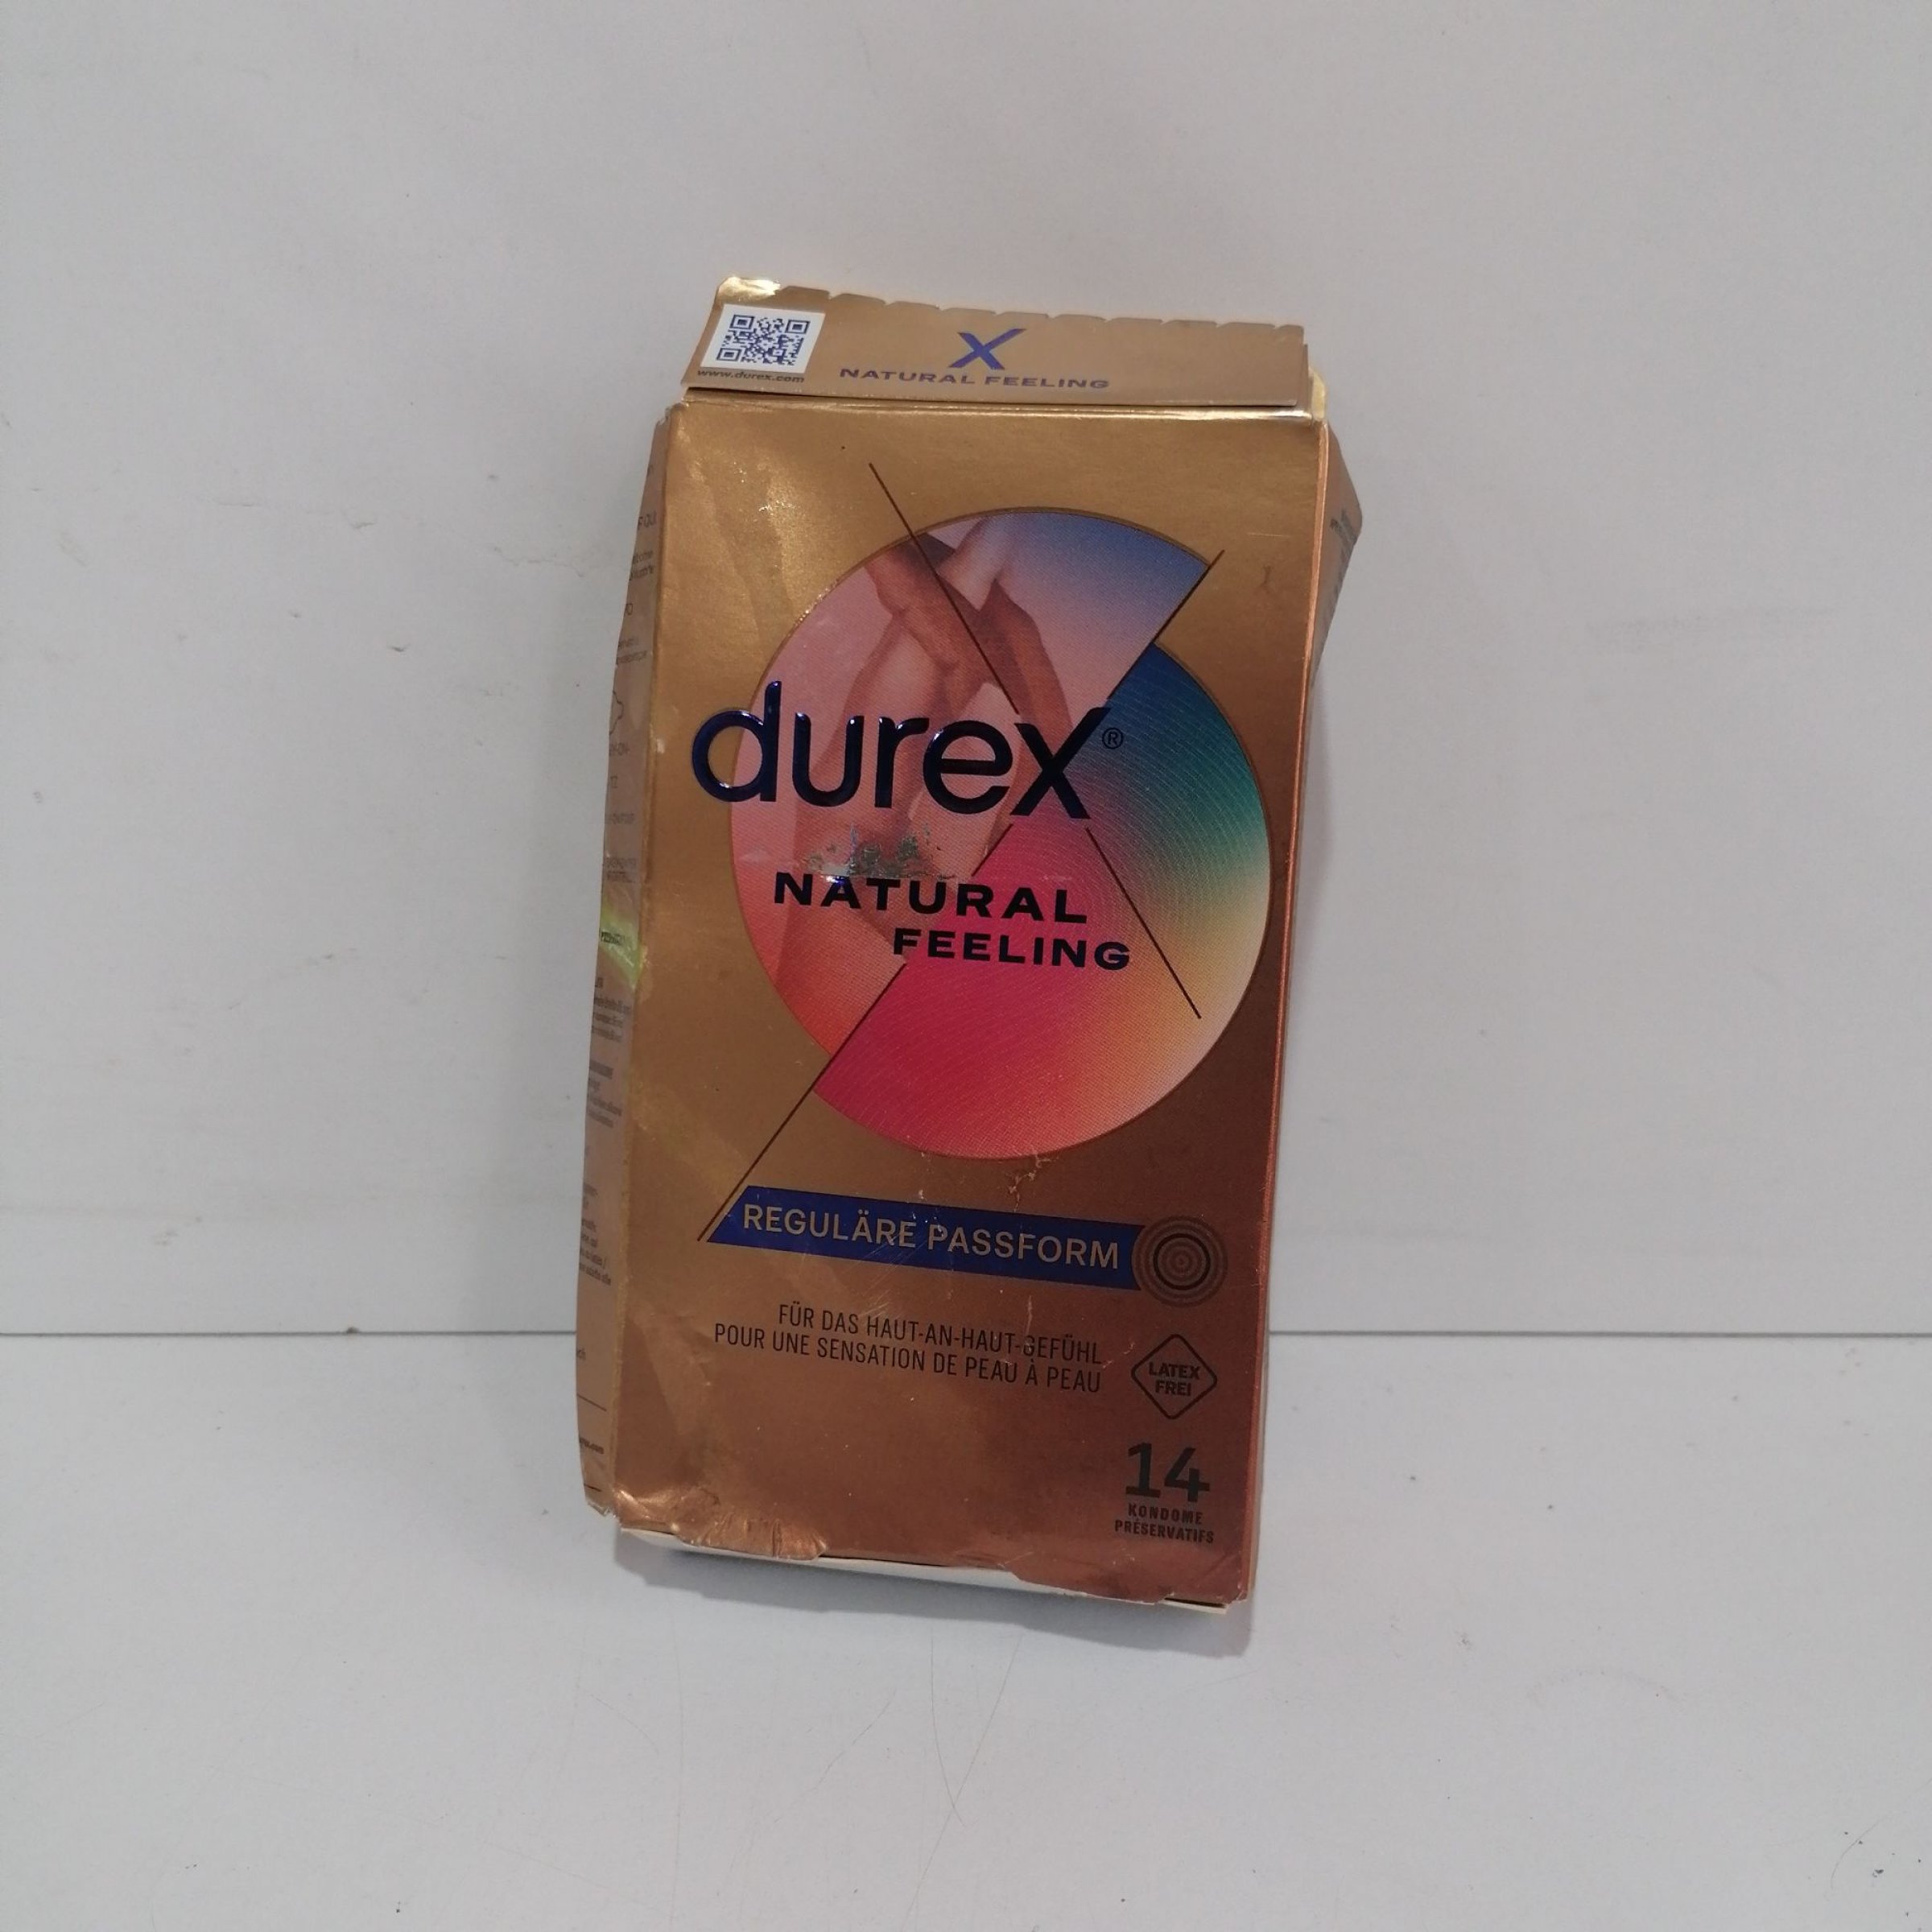 www.durex.com
X
NATURAL FEELING
durex®
NATURAL
FEELING
REGULÄRE PASSFORM
FÜR DAS HAUT-AN-HAUT-GEFÜHL
POUR UNE SENSATION DE PEAU À PEAU
LATEX
FREI
14
KONDOME
PRÉSERVATIFS